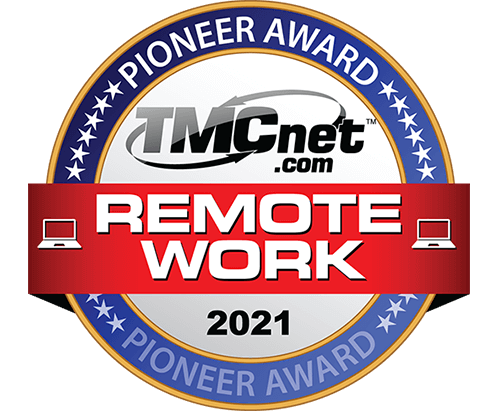 PIONEER AWARD
TMCnet™
.com
REMOTE
WORK
2021
PIONEER AWARD